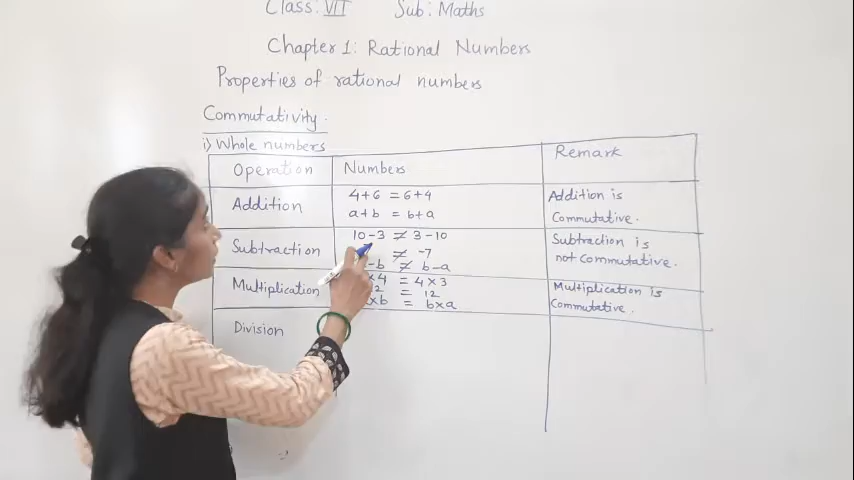 Class: VII Sub: Maths
Chapter 1: Rational Numbers
Properties of rational numbers
Commutativity.
i) Whole numbers
Operation Numbers Remark
Addition 4+6 = 6+4 Addition is
a+b = b+a Commutative.
Subtraction 10-3 ≠ 3-10 Subtraction is
≠ -7 not commutative.
-b ≠ b-a
Multiplication ×4 = 4×3 Multiplication is
12 = 12 Commutative.
×b = b×a
Division